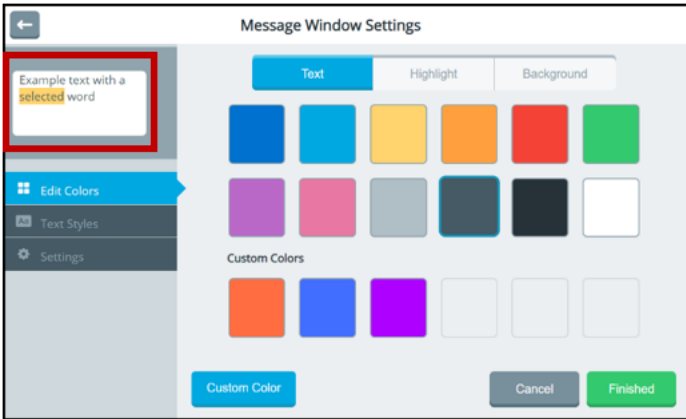 Message Window Settings
Example text with a
selected word
Edit Colors
Aa Text Styles
Settings
Text Highlight Background
Custom Colors
Custom Color Cancel Finished